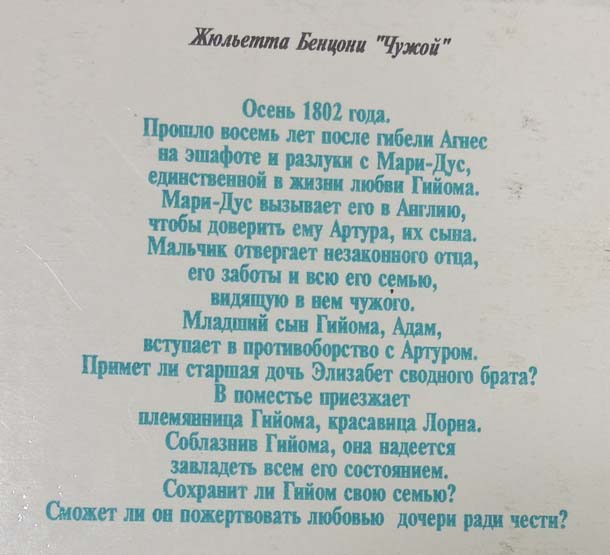 Жюльетта Бенцони "Чужой"
Осень 1802 года.
Прошло восемь лет после гибели Агнес
на эшафоте и разлуки с Мари-Дус,
единственной в жизни любви Гийома.
Мари-Дус вызывает его в Англию,
чтобы доверить ему Артура, их сына.
Мальчик отвергает незаконного отца,
его заботы и всю его семью,
видящую в нем чужого.
Младший сын Гийома, Адам,
вступает в противоборство с Артуром.
Примет ли старшая дочь Элизабет сводного брата?
В поместье приезжает
племянница Гийома, красавица Лорна.
Соблазнив Гийома, она надеется
завладеть всем его состоянием.
Сохранит ли Гийом свою семью?
Сможет ли он пожертвовать любовью дочери ради чести?